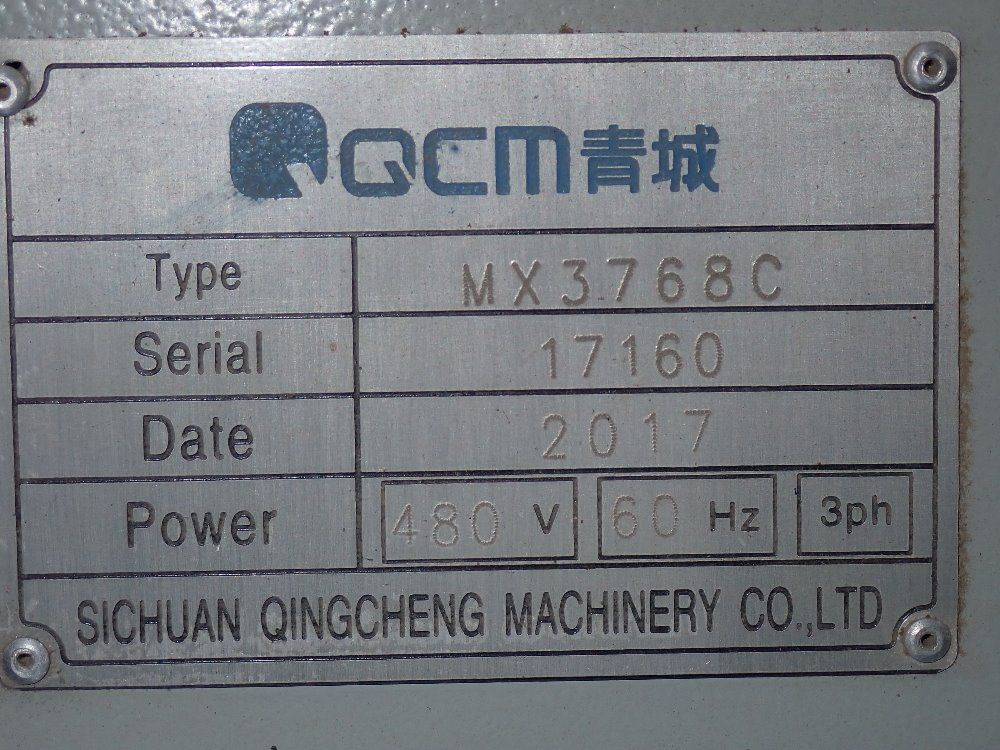 QCM青城
Type MX3768C
Serial 17160
Date 2017
Power 480 V 60 Hz 3ph
SICHUAN QINGCHENG MACHINERY CO.,LTD